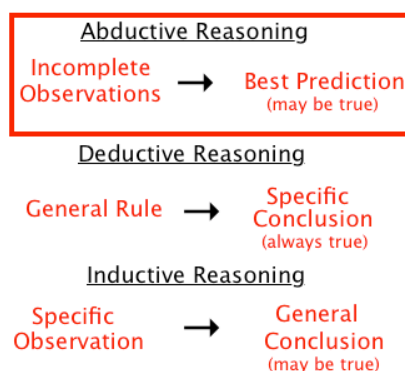 Abductive Reasoning
Incomplete Observations → Best Prediction
(may be true)
Deductive Reasoning
General Rule → Specific Conclusion
(always true)
Inductive Reasoning
Specific Observation → General Conclusion
(may be true)